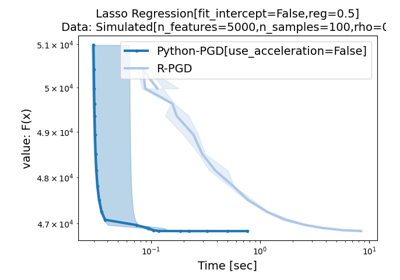 Lasso Regression[fit_intercept=False,reg=0.5]
Data: Simulated[n_features=5000,n_samples=100,rho=0
Python-PGD[use_acceleration=False]
R-PGD
value: F(x)
5.1 × 10⁴
5 × 10⁴
4.9 × 10⁴
4.8 × 10⁴
4.7 × 10⁴
10⁻¹ 10⁰ 10¹
Time [sec]